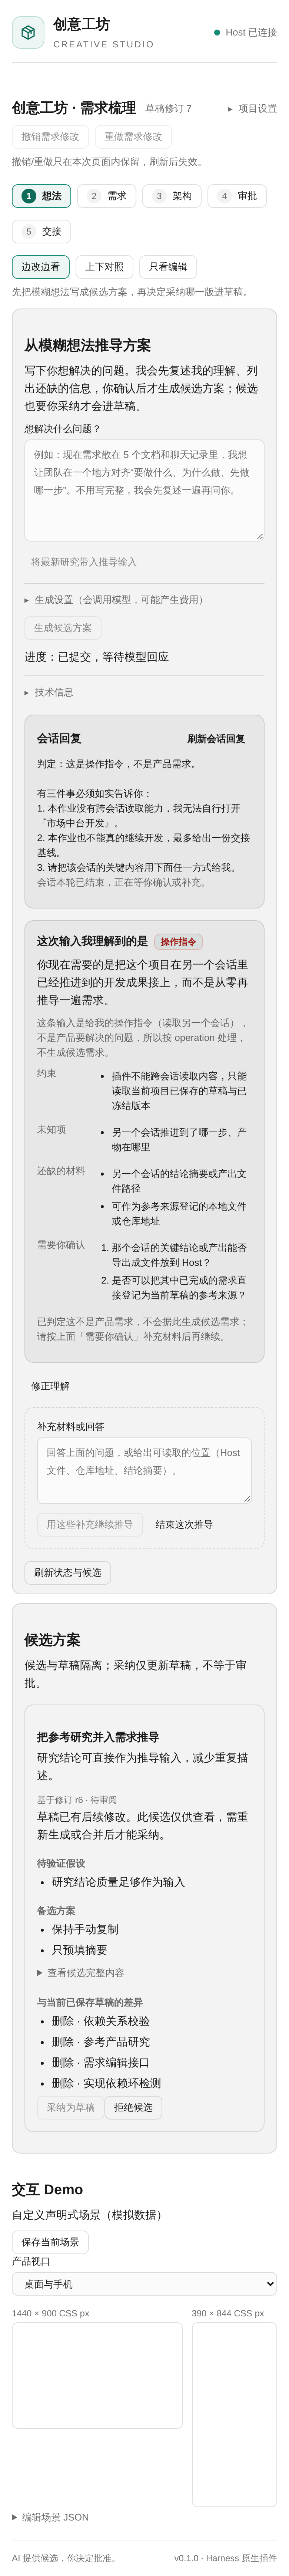 创意工坊
CREATIVE STUDIO
Host 已连接
创意工坊 · 需求梳理
草稿修订 7
▸ 项目设置
撤销需求修改
重做需求修改
撤销/重做只在本次页面内保留，刷新后失效。
1 想法
2 需求
3 架构
4 审批
5 交接
边改边看
上下对照
只看编辑
先把模糊想法写成候选方案，再决定采纳哪一版进草稿。
从模糊想法推导方案
写下你想解决的问题。我会先复述我的理解、列
出还缺的信息，你确认后才生成候选方案；候选
也要你采纳才会进草稿。
想解决什么问题？
例如：现在需求散在 5 个文档和聊天记录里，我想
让团队在一个地方对齐“要做什么、为什么做、先做
哪一步”。不用写完整，我会先复述一遍再问你。
将最新研究带入推导输入
▸ 生成设置（会调用模型，可能产生费用）
生成候选方案
进度：已提交，等待模型回应
▸ 技术信息
会话回复
刷新会话回复
判定：这是操作指令，不是产品需求。
有三件事必须如实告诉你：
1. 本作业没有跨会话读取能力，我无法自行打开
『市场中台开发』。
2. 本作业也不能真的继续开发，最多给出一份交接
基线。
3. 请把该会话的关键内容用下面任一方式给我。
会话本轮已结束，正在等你确认或补充。
这次输入我理解到的是
操作指令
你现在需要的是把这个项目在另一个会话里
已经推进到的开发成果接上，而不是从零再
推导一遍需求。
这条输入是给我的操作指令（读取另一个会话），
不是产品要解决的问题，所以按 operation 处理，
不生成候选需求。
约束
• 插件不能跨会话读取内容，只能
读取当前项目已保存的草稿与已
冻结版本
未知项
• 另一个会话推进到了哪一步、产
物在哪里
还缺的材料
• 另一个会话的结论摘要或产出文
件路径
• 可作为参考来源登记的本地文件
或仓库地址
需要你确认
1. 那个会话的关键结论或产出能否
导出成文件放到 Host？
2. 是否可以把其中已完成的需求直
接登记为当前草稿的参考来源？
已判定这不是产品需求，不会据此生成候选需求；
请按上面「需要你确认」补充材料后再继续。
修正理解
补充材料或回答
回答上面的问题，或给出可读取的位置（Host
文件、仓库地址、结论摘要）。
用这些补充继续推导
结束这次推导
刷新状态与候选
候选方案
候选与草稿隔离；采纳仅更新草稿，不等于审
批。
把参考研究并入需求推导
研究结论可直接作为推导输入，减少重复描
述。
基于修订 r6 · 待审阅
草稿已有后续修改。此候选仅供查看，需重
新生成或合并后才能采纳。
待验证假设
• 研究结论质量足够作为输入
备选方案
• 保持手动复制
• 只预填摘要
▶ 查看候选完整内容
与当前已保存草稿的差异
• 删除 · 依赖关系校验
• 删除 · 参考产品研究
• 删除 · 需求编辑接口
• 删除 · 实现依赖环检测
采纳为草稿
拒绝候选
交互 Demo
自定义声明式场景（模拟数据）
保存当前场景
产品视口
桌面与手机
1440 × 900 CSS px
390 × 844 CSS px
▶ 编辑场景 JSON
AI 提供候选，你决定批准。
v0.1.0 · Harness 原生插件